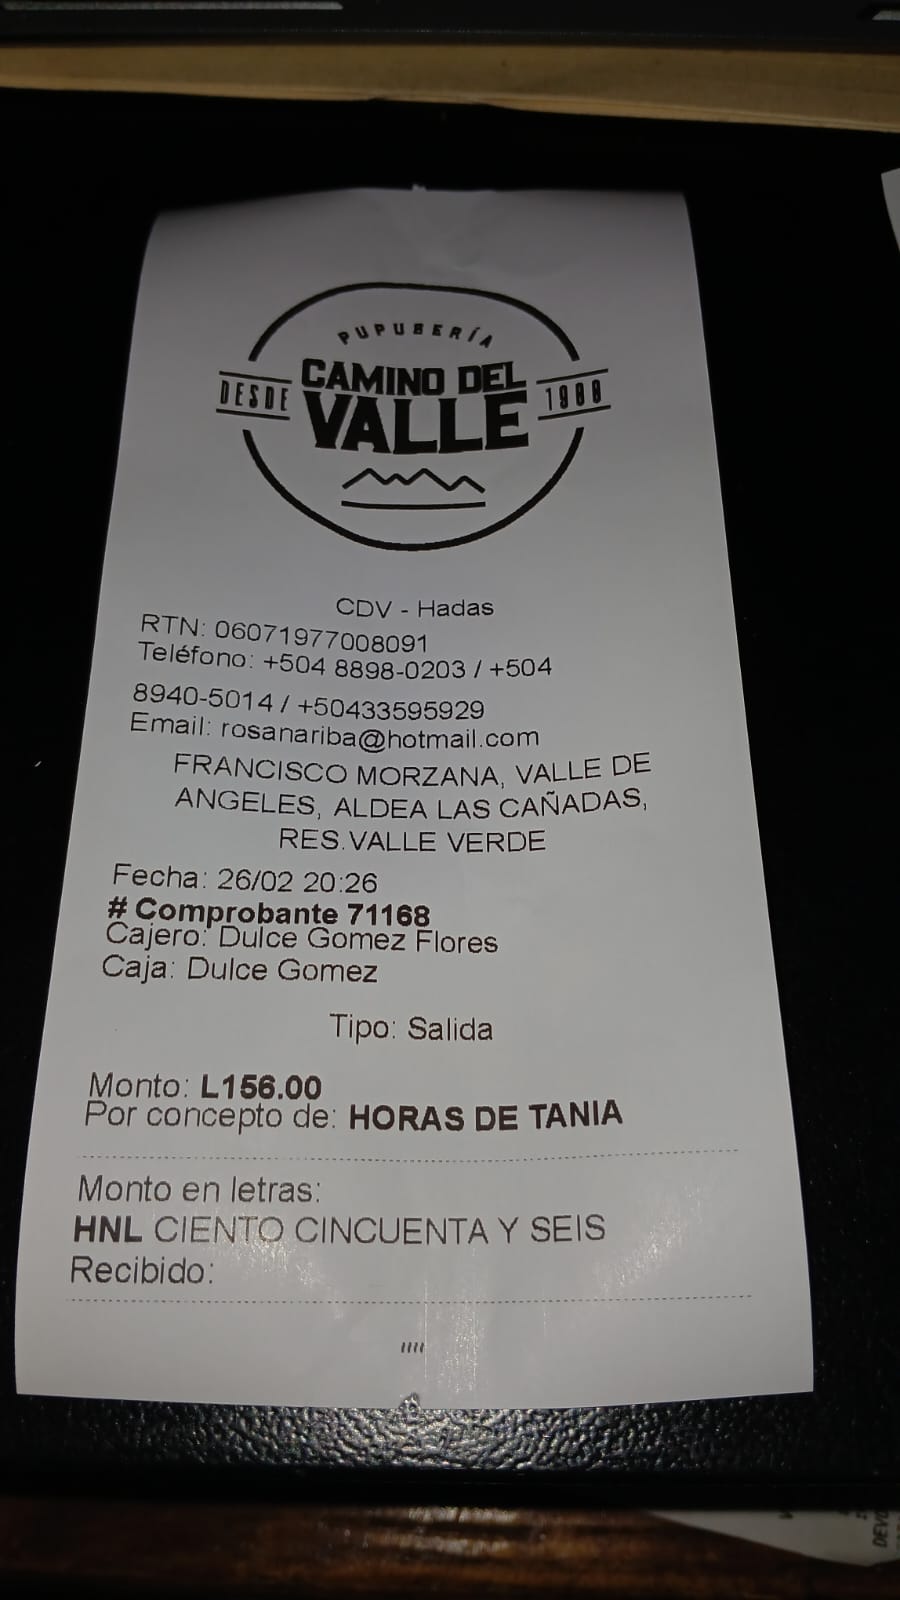 PUPUSERÍA
DESDE CAMINO DEL VALLE 1988
CDV - Hadas
RTN: 06071977008091
Teléfono: +504 8898-0203 / +504
8940-5014 / +50433595929
Email: rosanariba@hotmail.com
FRANCISCO MORZANA, VALLE DE
ANGELES, ALDEA LAS CAÑADAS,
RES.VALLE VERDE
Fecha: 26/02 20:26
# Comprobante 71168
Cajero: Dulce Gomez Flores
Caja: Dulce Gomez
Tipo: Salida
Monto: L156.00
Por concepto de: HORAS DE TANIA
Monto en letras:
HNL CIENTO CINCUENTA Y SEIS
Recibido:
////